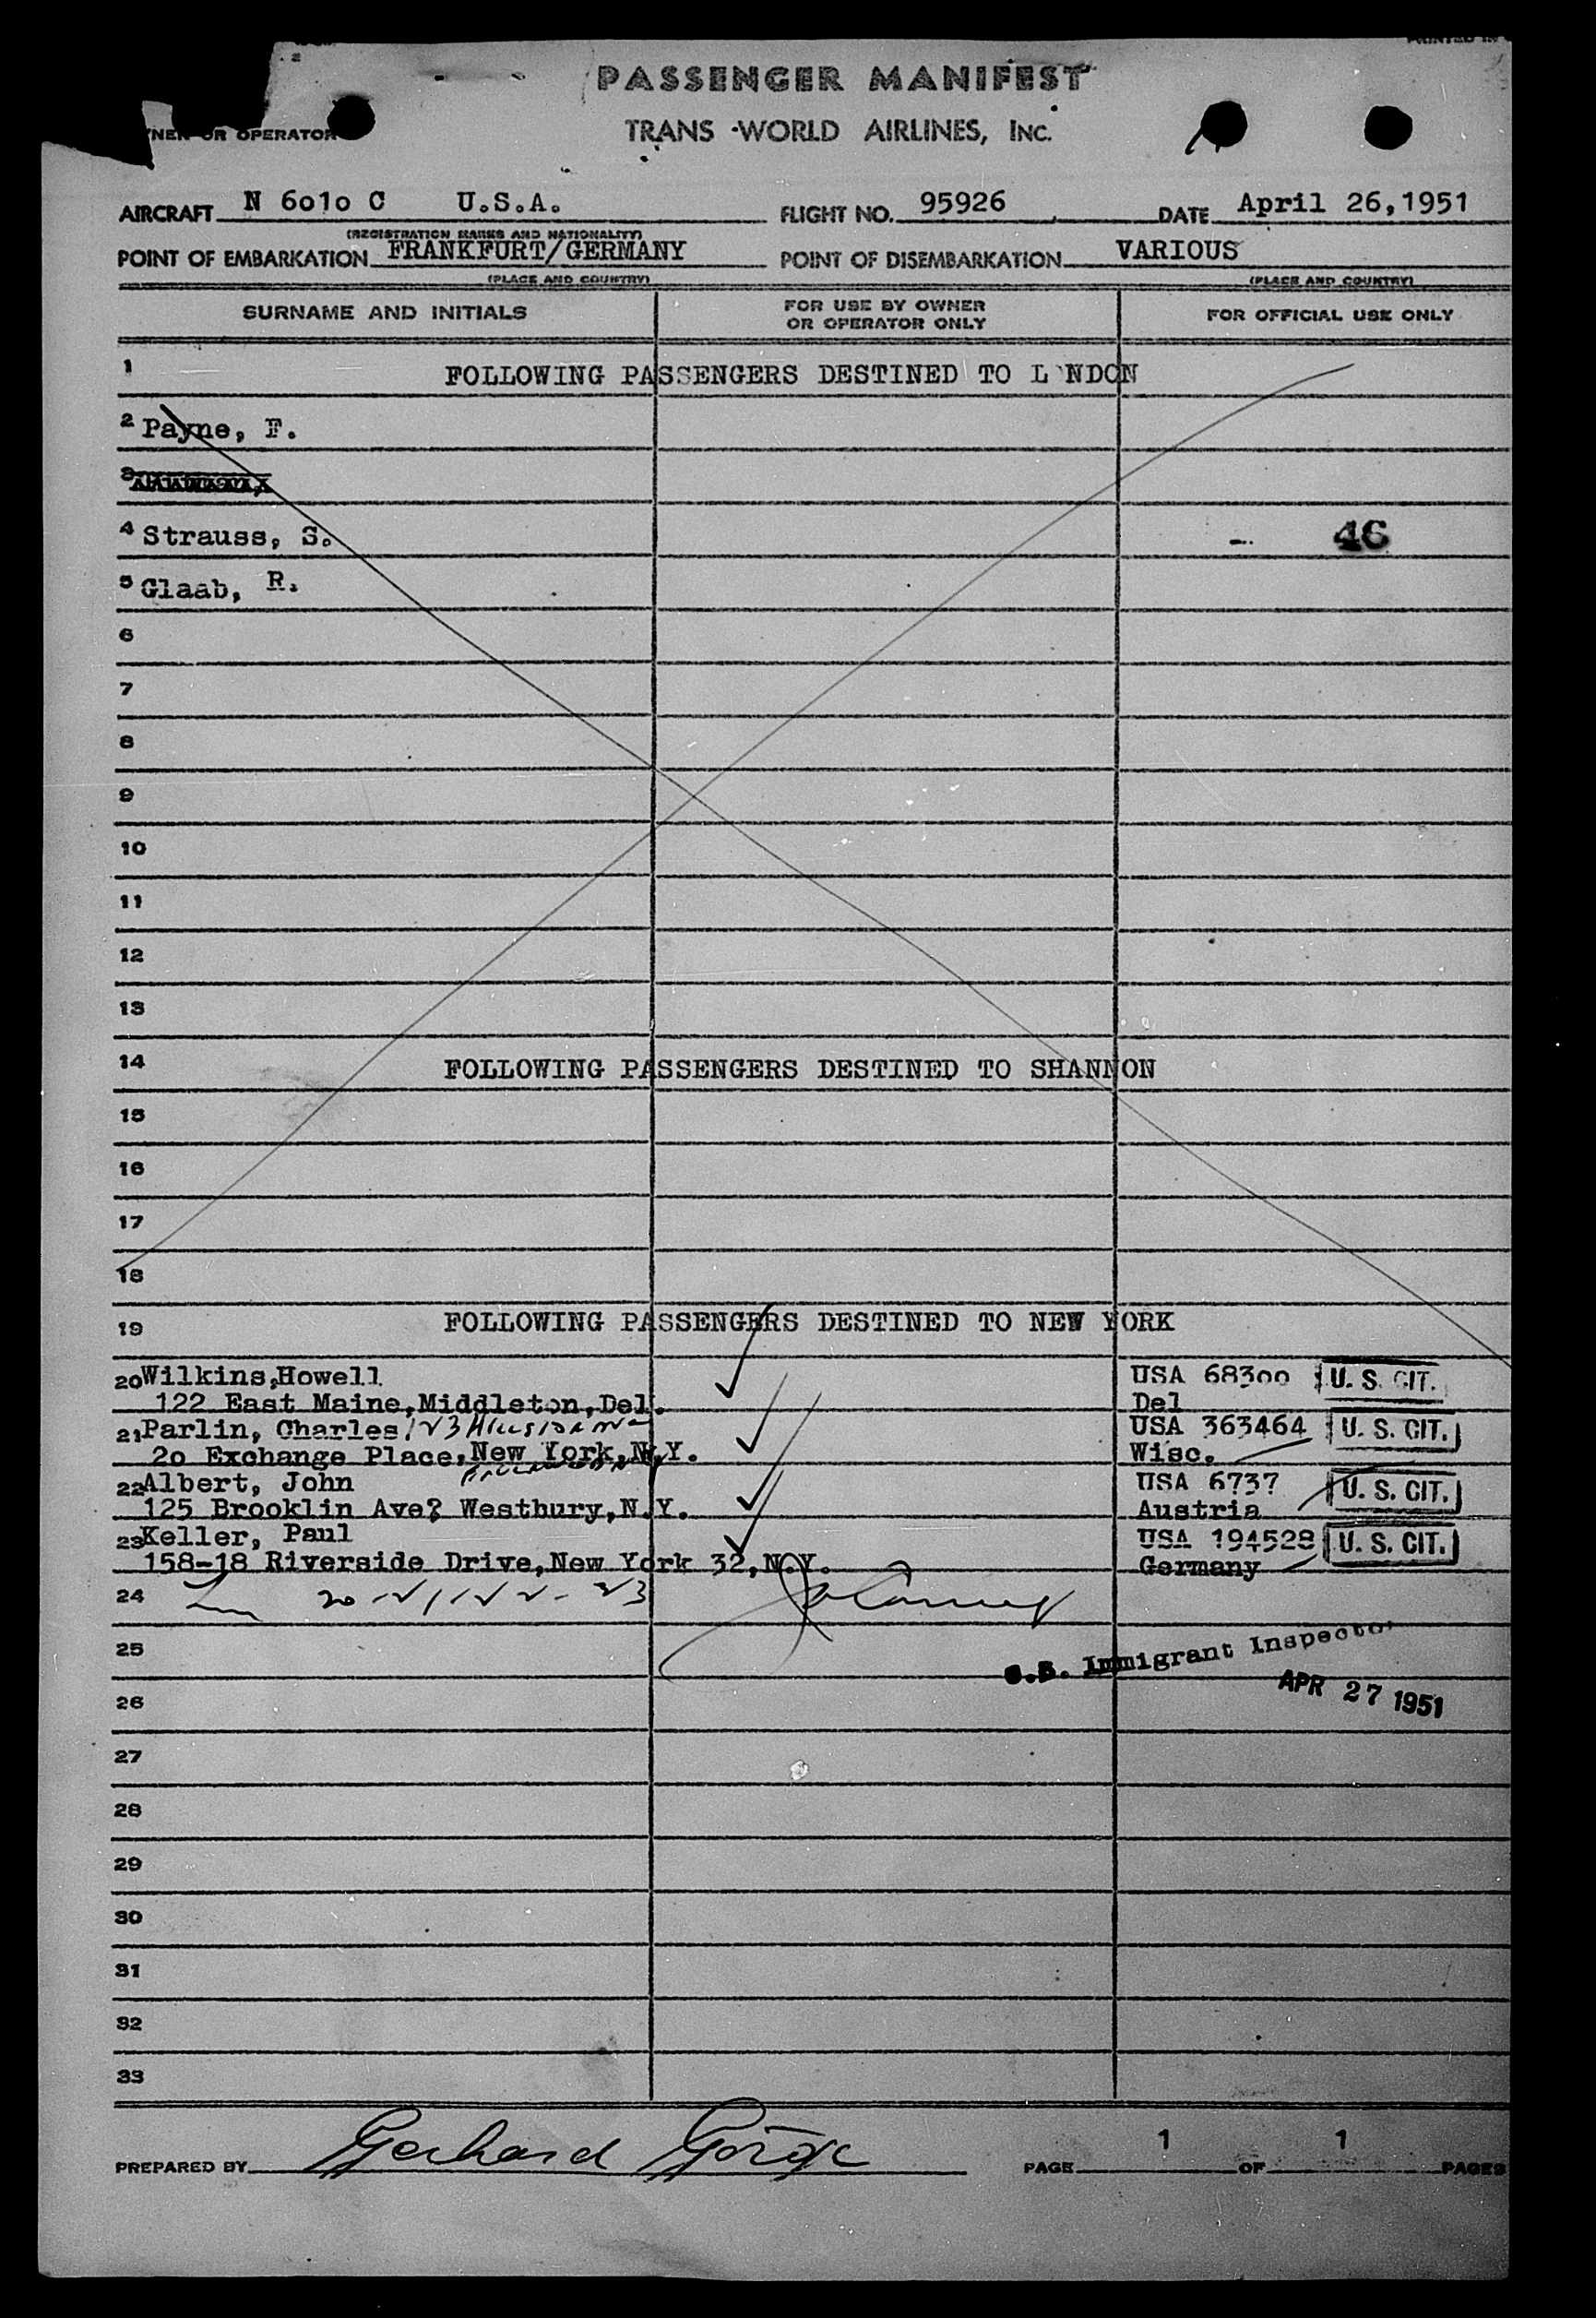 PASSENGER MANIFEST
OR OPERATOR
TRANS WORLD AIRLINES, INC.
AIRCRAFT N 6o1o C U.S.A. FLIGHT NO. 95926 DATE April 26,1951
(REGISTRATION MARKS AND NATIONALITY)
POINT OF EMBARKATION FRANKFURT/GERMANY POINT OF DISEMBARKATION VARIOUS
(PLACE AND COUNTRY) (PLACE AND COUNTRY)
SURNAME AND INITIALS FOR USE BY OWNER OR OPERATOR ONLY FOR OFFICIAL USE ONLY
1 FOLLOWING PASSENGERS DESTINED TO L NDON
2 Payne, F.
3
4 Strauss, S. - 46
5 Glaab, R.
6
7
8
9
10
11
12
13
14 FOLLOWING PASSENGERS DESTINED TO SHANNON
15
16
17
18
19 FOLLOWING PASSENGERS DESTINED TO NEW YORK
20 Wilkins,Howell USA 68300 U. S. CIT.
122 East Maine,Middleton,Del. Del
21 Parlin, Charles 123 USA 363464 U. S. CIT.
2o Exchange Place,New York,N.Y. Wisc.
22 Albert, John USA 6737 U. S. CIT.
125 Brooklin Ave? Westbury,N.Y. Austria
23 Keller, Paul USA 194528 U. S. CIT.
158-18 Riverside Drive,New York 32,N.Y. Germany
24 20-21-22-23
25 U.S. Immigrant Inspector
26 APR 27 1951
27
28
29
30
31
32
33
PREPARED BY Gerhard PAGE 1 OF 1 PAGES